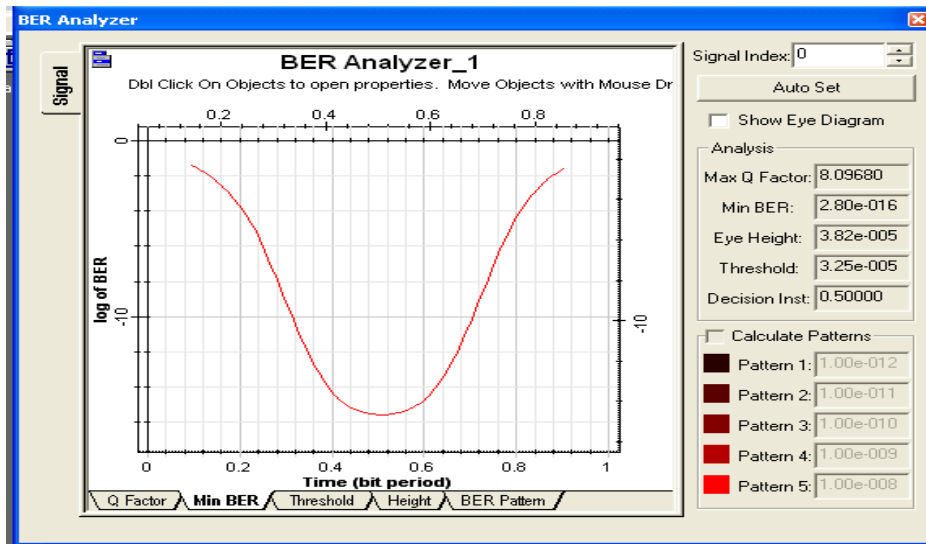 BER Analyzer
Signal
BER Analyzer_1
Dbl Click On Objects to open properties. Move Objects with Mouse Dr
0.2 0.4 0.6 0.8
0
-10
-10
log of BER
0 0.2 0.4 0.6 0.8 1
Time (bit period)
Q Factor Min BER Threshold Height BER Pattern
Signal Index: 0
Auto Set
Show Eye Diagram
Analysis
Max Q Factor: 8.09680
Min BER: 2.80e-016
Eye Height: 3.82e-005
Threshold: 3.25e-005
Decision Inst: 0.50000
Calculate Patterns
Pattern 1: 1.00e-012
Pattern 2: 1.00e-011
Pattern 3: 1.00e-010
Pattern 4: 1.00e-009
Pattern 5: 1.00e-008